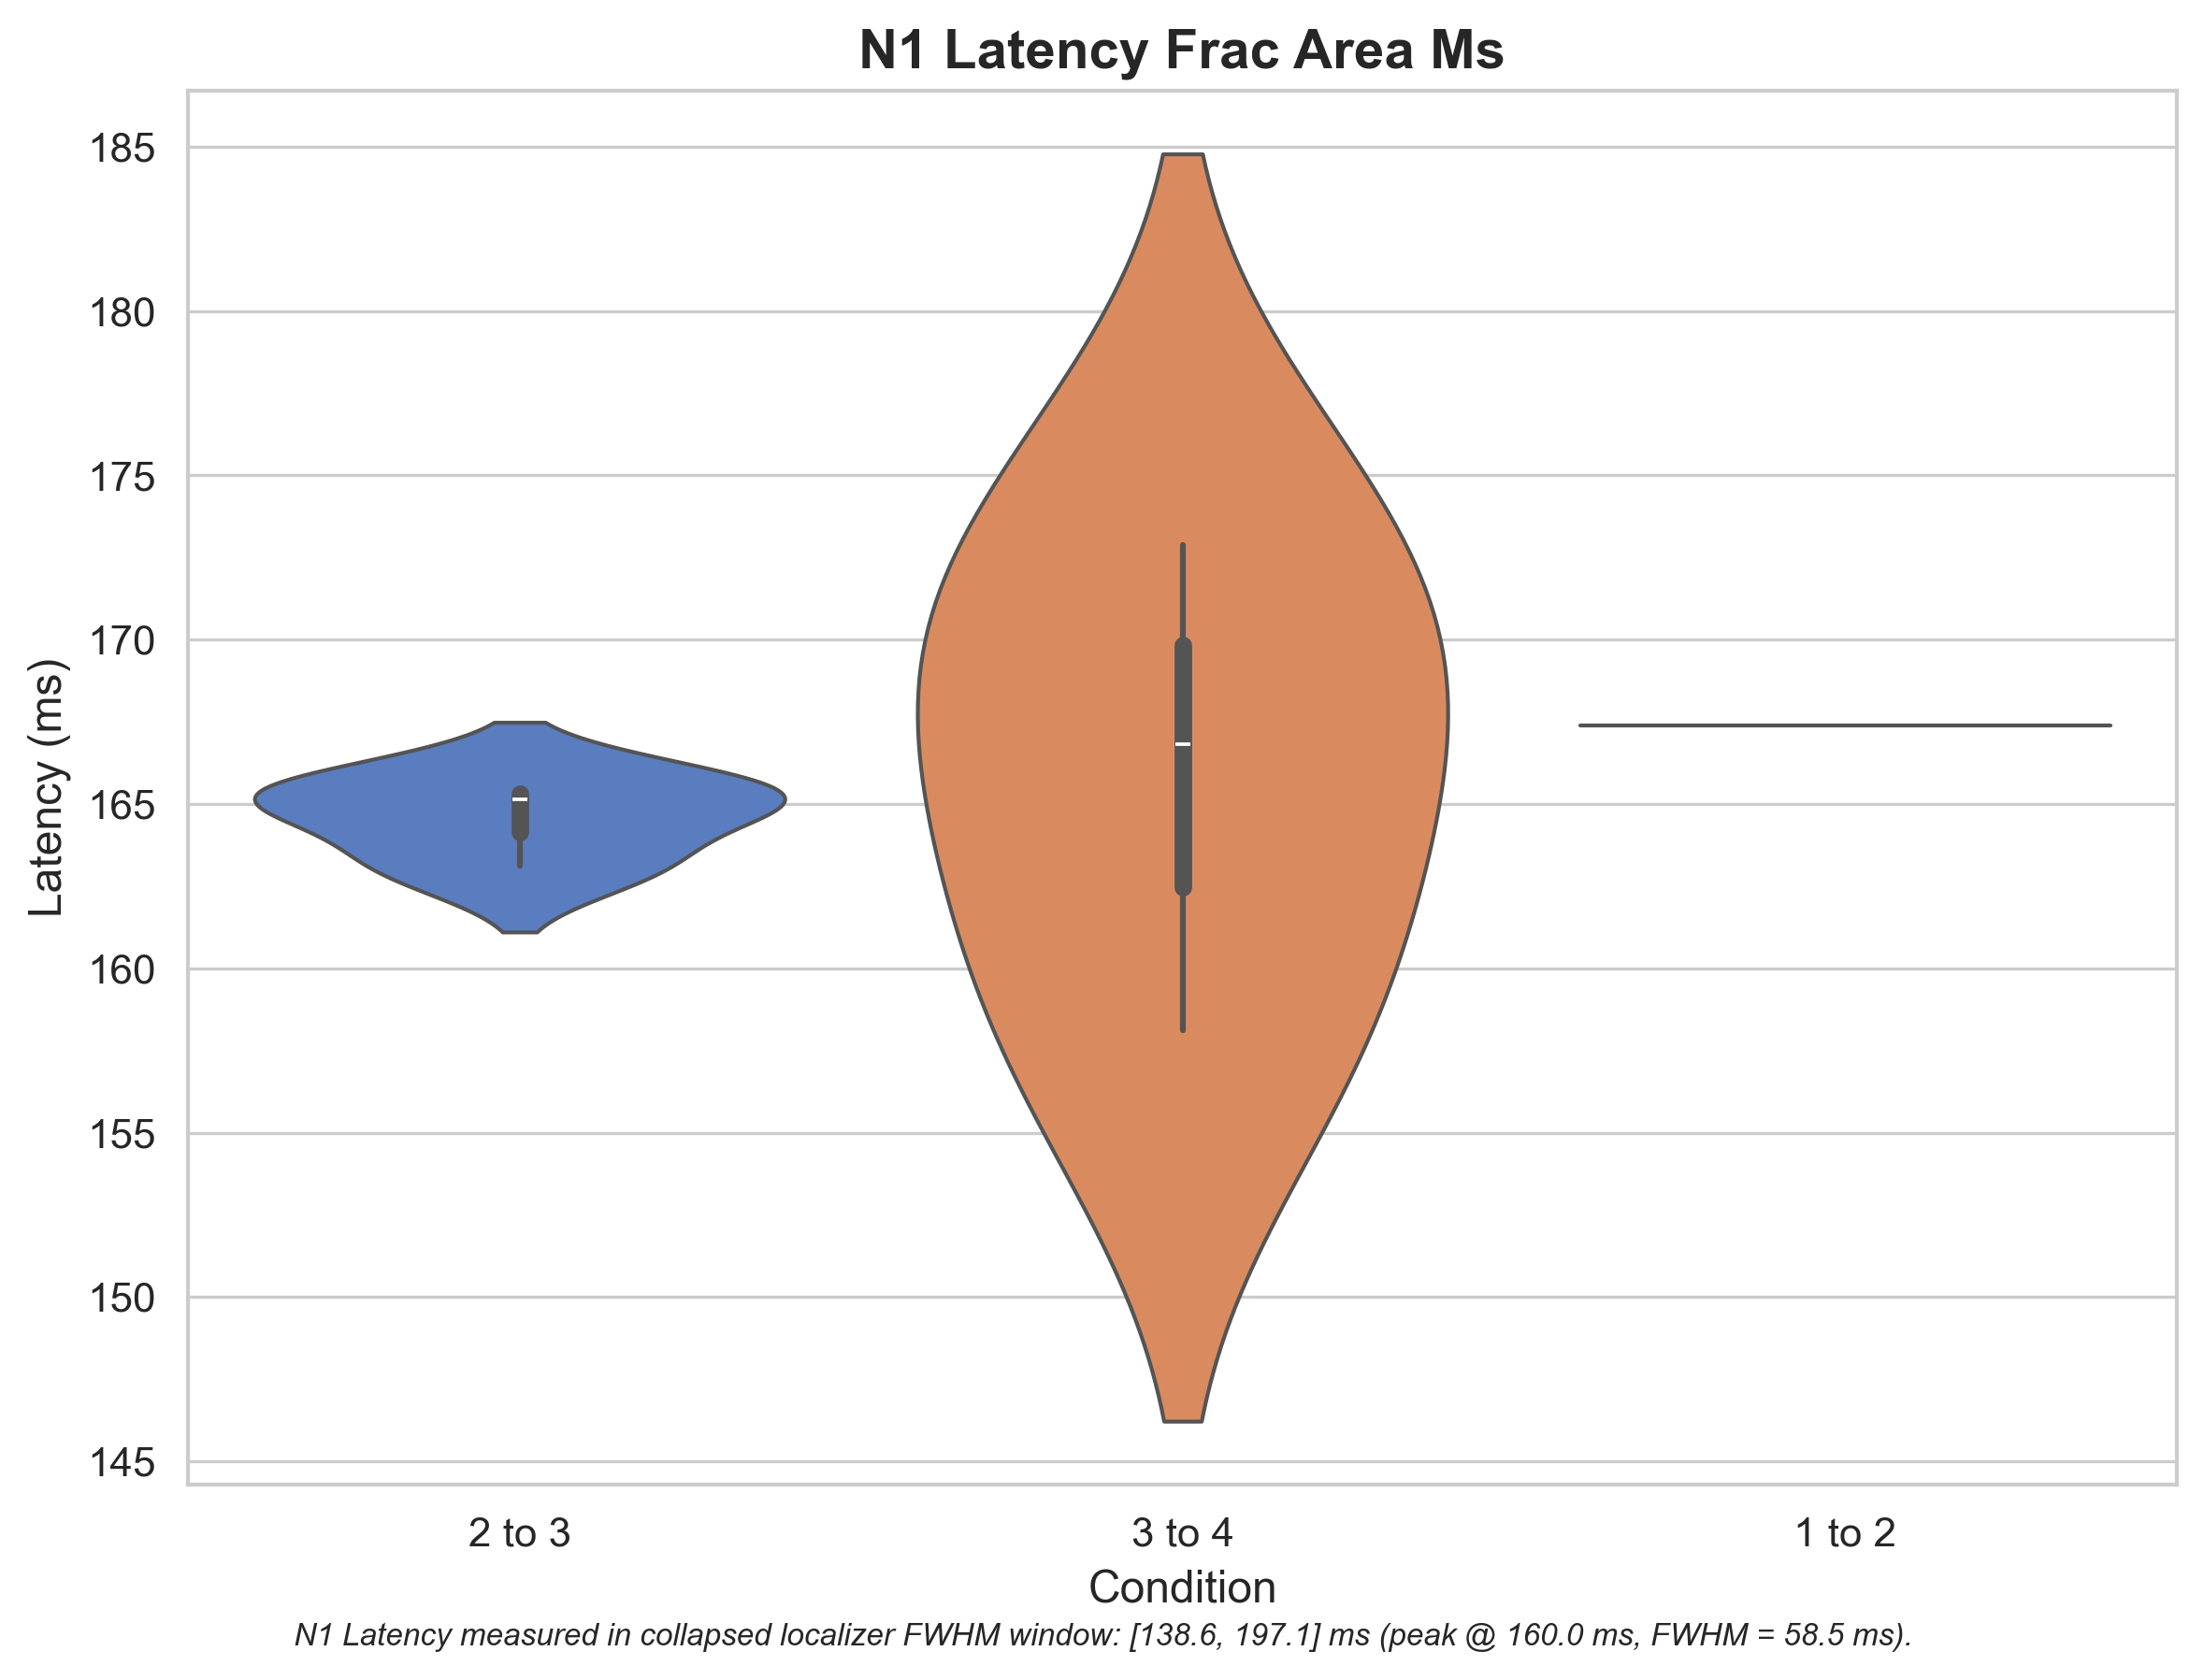 N1 Latency Frac Area Ms
185
180
175
170
165
160
155
150
145
Latency (ms)
2 to 3
3 to 4
1 to 2
Condition
N1 Latency measured in collapsed localizer FWHM window: [138.6, 197.1] ms (peak @ 160.0 ms, FWHM = 58.5 ms).